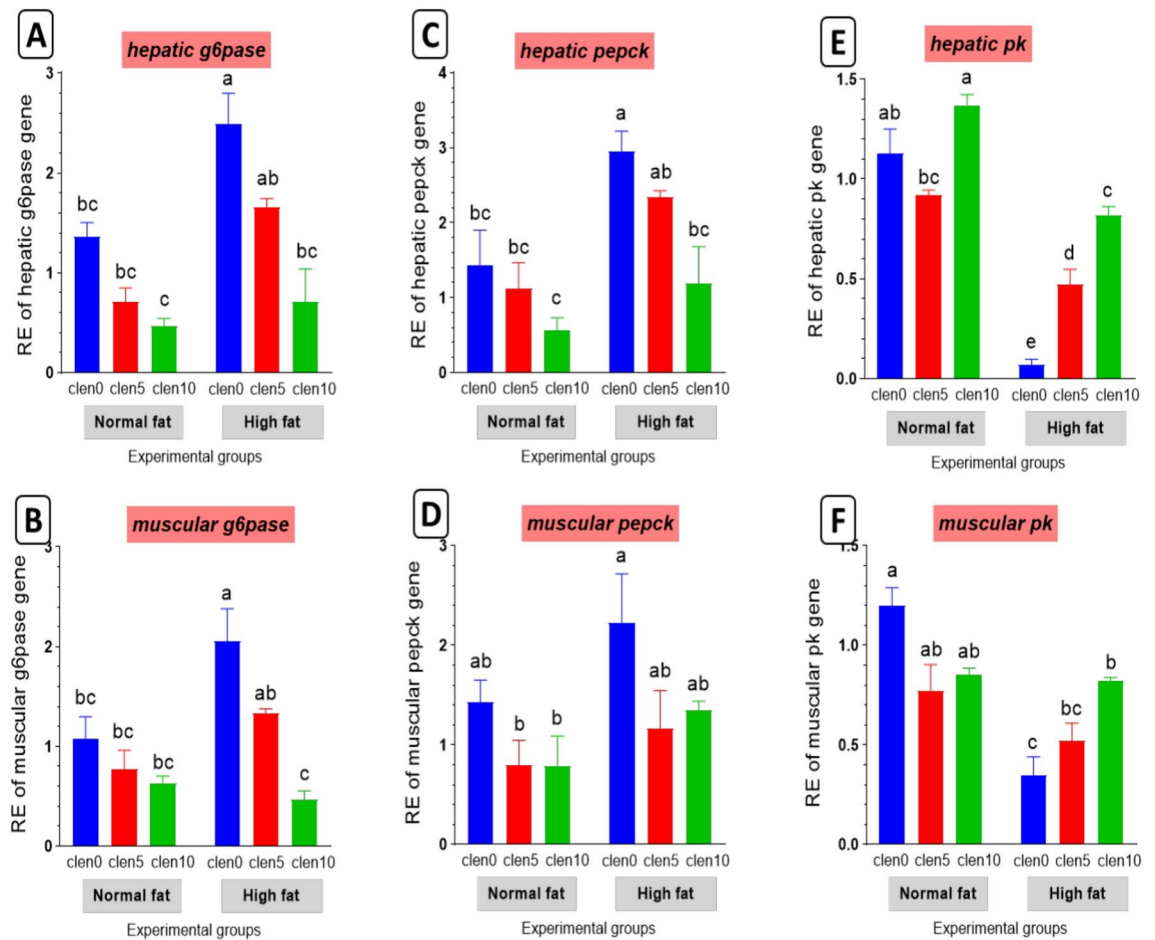 A
hepatic g6pase
RE of hepatic g6pase gene
3
2
1
0
a
bc
ab
bc
bc
c
clen0 clen5 clen10 clen0 clen5 clen10
Normal fat High fat
Experimental groups
C
hepatic pepck
RE of hepatic pepck gene
4
3
2
1
0
a
ab
bc
bc
bc
c
clen0 clen5 clen10 clen0 clen5 clen10
Normal fat High fat
Experimental groups
E
hepatic pk
RE of hepatic pk gene
1.5
1.0
0.5
0.0
a
ab
bc
c
d
e
clen0 clen5 clen10 clen0 clen5 clen10
Normal fat High fat
Experimental groups
B
muscular g6pase
RE of muscular g6pase gene
3
2
1
0
a
bc
ab
bc
bc
c
clen0 clen5 clen10 clen0 clen5 clen10
Normal fat High fat
Experimental groups
D
muscular pepck
RE of muscular pepck gene
3
2
1
0
a
ab
ab
ab
b
b
clen0 clen5 clen10 clen0 clen5 clen10
Normal fat High fat
Experimental groups
F
muscular pk
RE of muscular pk gene
1.5
1.0
0.5
0.0
a
ab
ab
b
bc
c
clen0 clen5 clen10 clen0 clen5 clen10
Normal fat High fat
Experimental groups